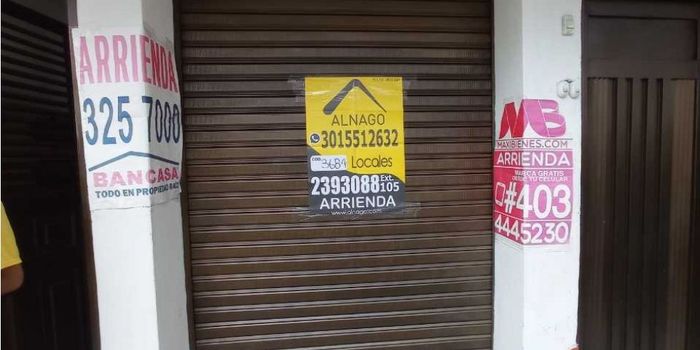 ARRIENDA
325 7000
BANCASA
TODO EN PROPIEDAD RAÍZ
ALNAGO
3015512632
3684 Locales
2393088 Ext. 105
ARRIENDA
www.alnago.com
MB
MAXIBIENES.COM
ARRIENDA
MARCA GRATIS
DESDE TU CELULAR
#403
4445230